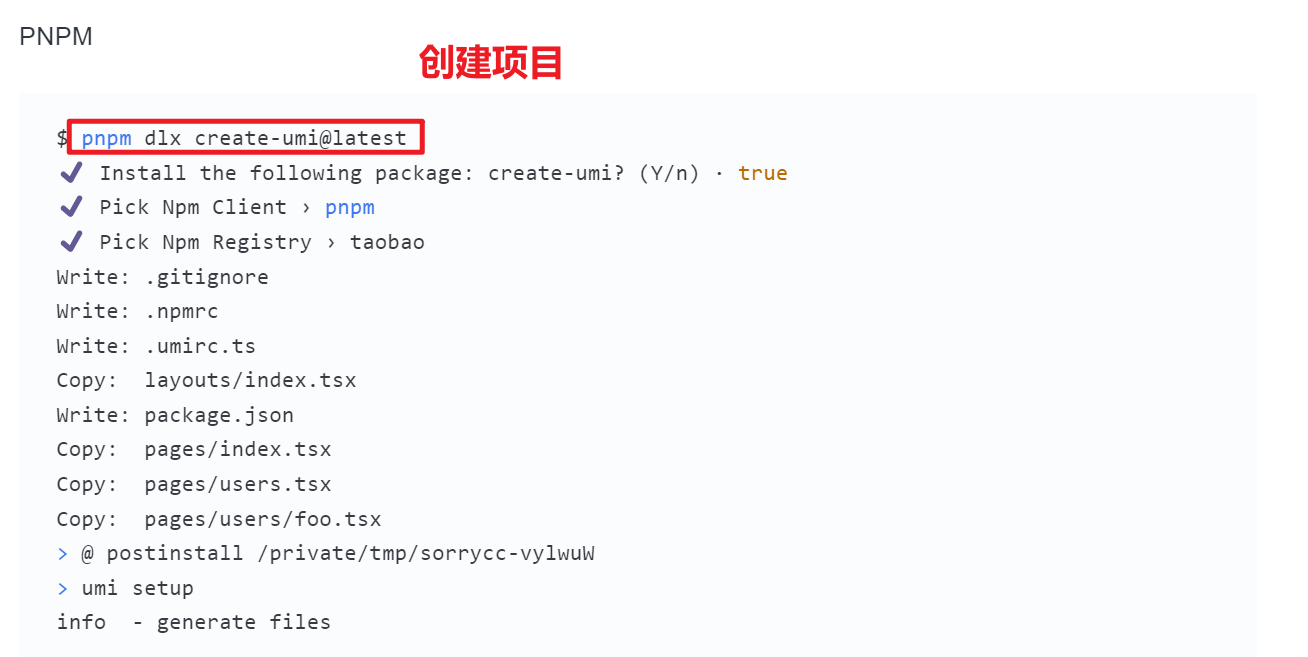 PNPM
创建项目
$ pnpm dlx create-umi@latest
✔ Install the following package: create-umi? (Y/n) · true
✔ Pick Npm Client › pnpm
✔ Pick Npm Registry › taobao
Write: .gitignore
Write: .npmrc
Write: .umirc.ts
Copy:  layouts/index.tsx
Write: package.json
Copy:  pages/index.tsx
Copy:  pages/users.tsx
Copy:  pages/users/foo.tsx
> @ postinstall /private/tmp/sorrycc-vylwuW
> umi setup
info  - generate files